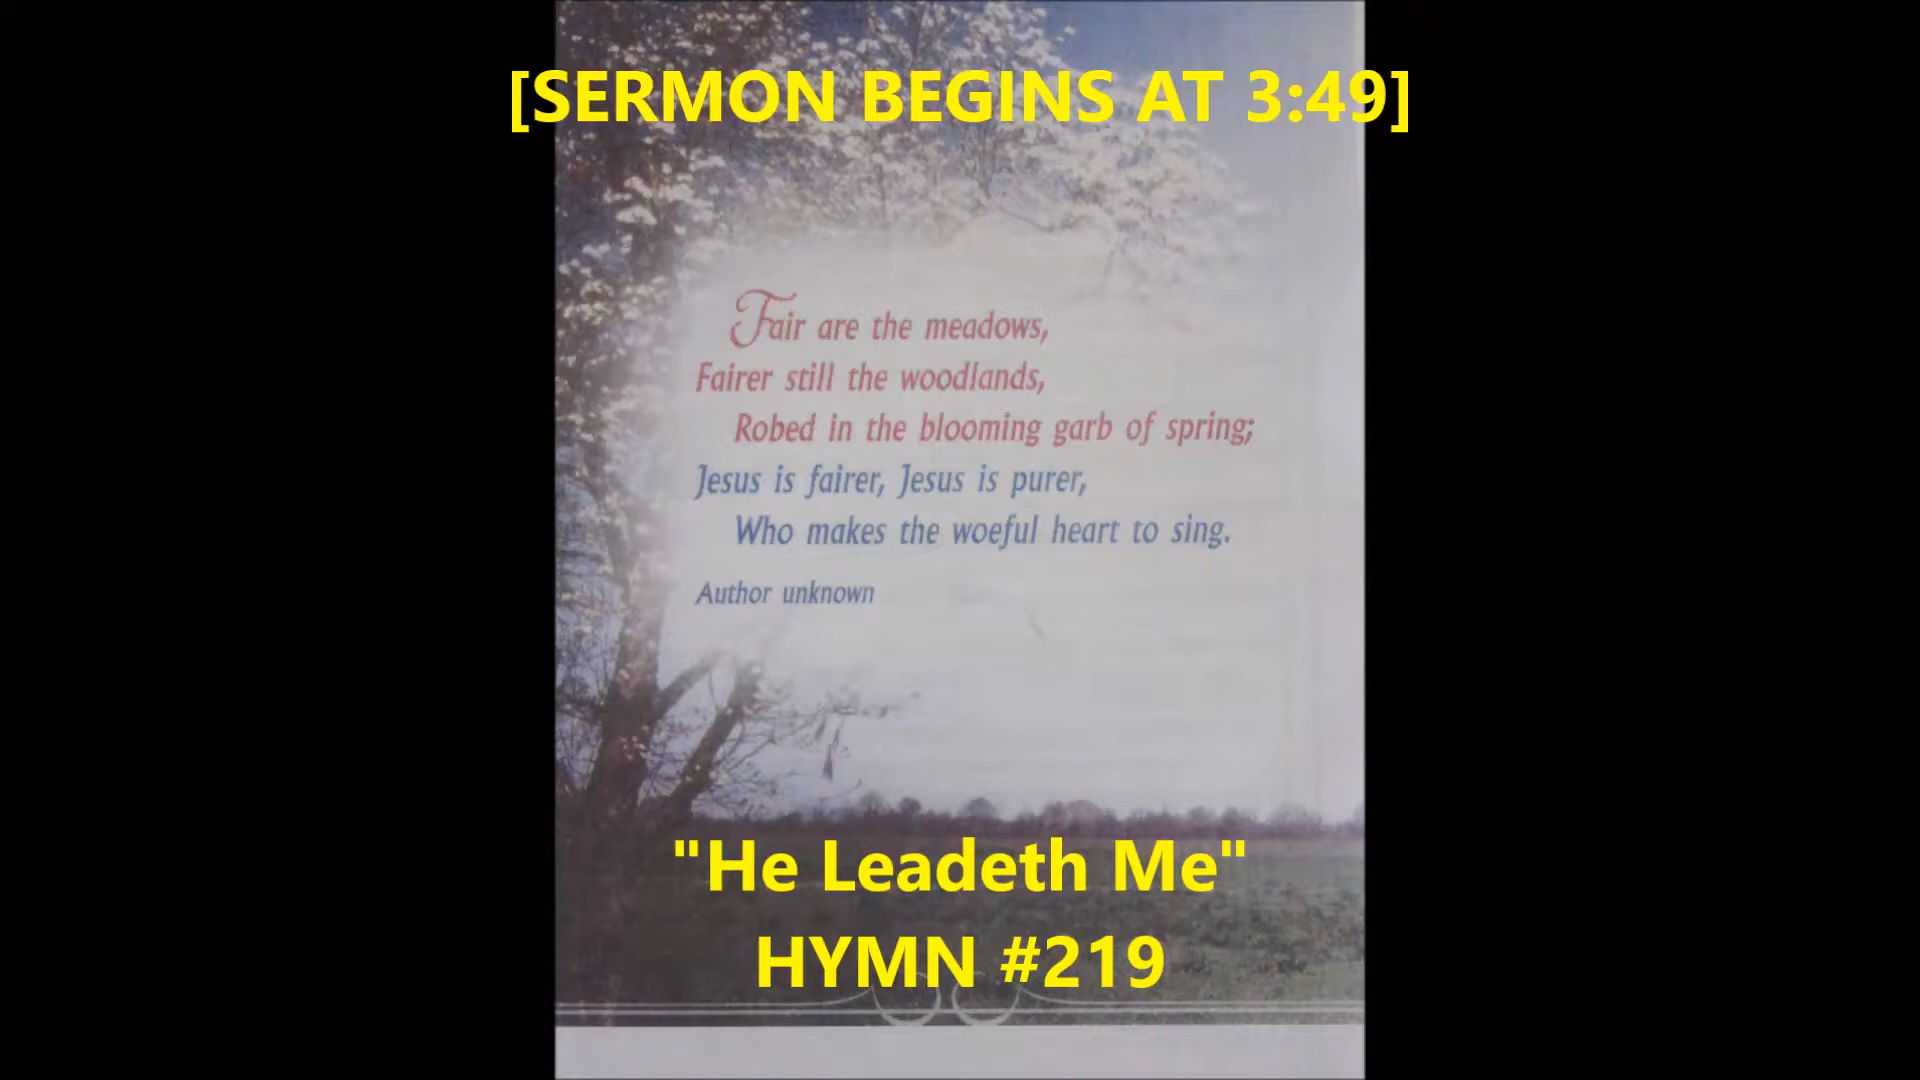 [SERMON BEGINS AT 3:49]
Fair are the meadows,
Fairer still the woodlands,
Robed in the blooming garb of spring;
Jesus is fairer, Jesus is purer,
Who makes the woeful heart to sing.
Author unknown
"He Leadeth Me"
HYMN #219